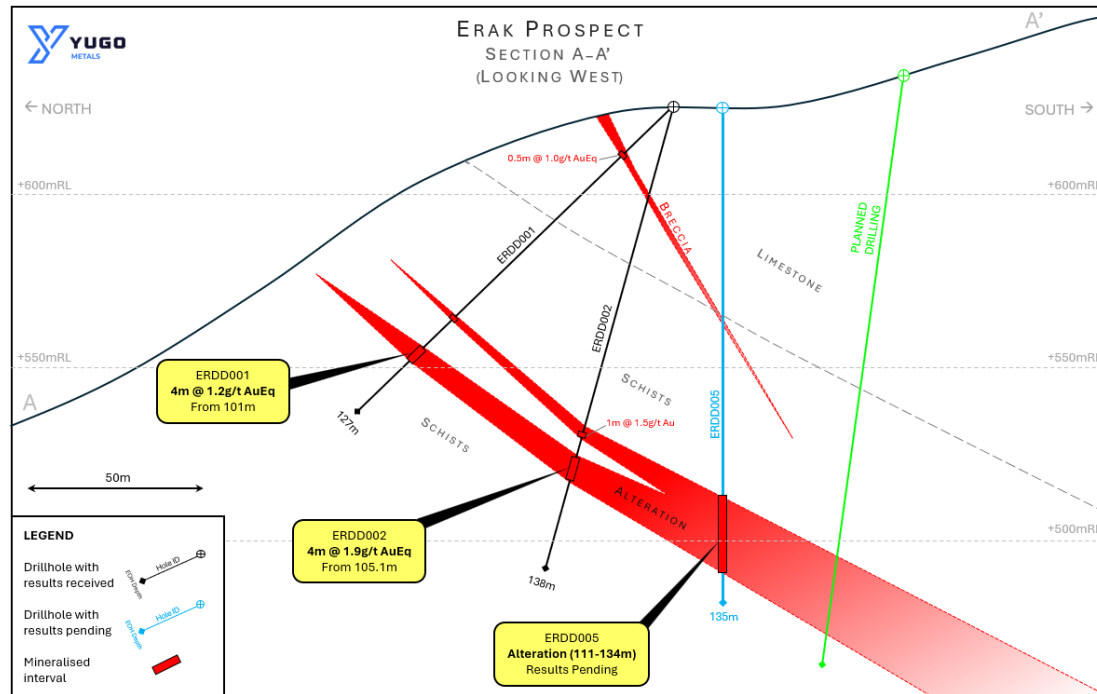 YUGO
METALS
ERAK PROSPECT
SECTION A–A'
(LOOKING WEST)
A'
← NORTH
SOUTH →
0.5m @ 1.0g/t AuEq
+600mRL
+600mRL
BRECCIA
ERDD001
PLANNED
DRILLING
LIMESTONE
ERDD002
+550mRL
+550mRL
ERDD001
4m @ 1.2g/t AuEq
From 101m
A
127m
SCHISTS
SCHISTS
ERDD005
1m @ 1.5g/t Au
50m
ALTERATION
+500mRL
ERDD002
4m @ 1.9g/t AuEq
From 105.1m
138m
135m
ERDD005
Alteration (111-134m)
Results Pending
LEGEND
Drillhole with
results received
Hole ID
EOH Depth
Drillhole with
results pending
Hole ID
EOH Depth
Mineralised
interval